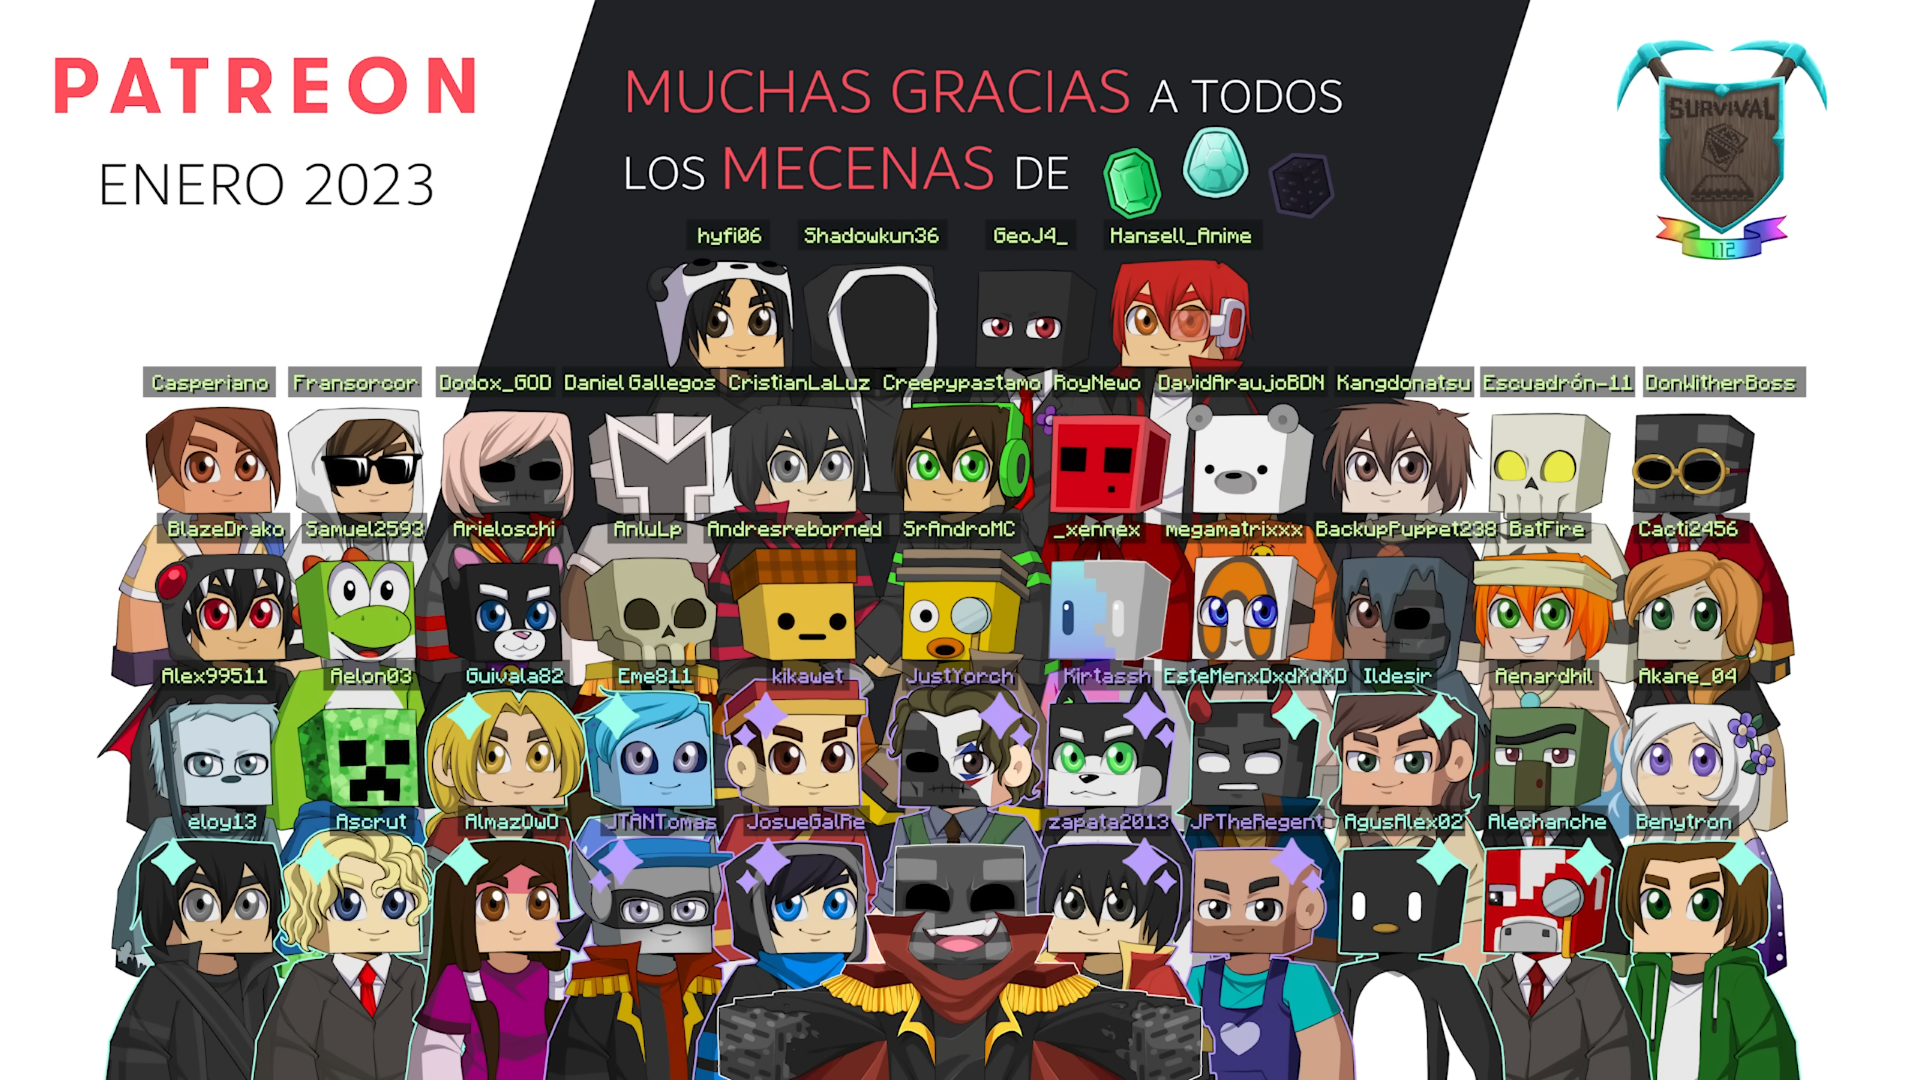 PATREON
ENERO 2023
MUCHAS GRACIAS A TODOS
LOS MECENAS DE
SURVIVAL
1.12
hyfi06 Shadowkun36 GeoJ4_ Hansell_Anime
Casperiano Fransorcor Dodox_GOD Daniel Gallegos CristianLaLuz Creepypastamo RoyNewo DavidAraujoBDN Kangdonatsu Escuadrón-11 DonWitherBoss
BlazeDrako Samuel2593 Arieloschi AnluLp Andresreborned SrAndroMC _xennex megamatrixxx BackupPuppet238 BatFire Cacti2456
Alex99511 Aelon03 Guivala82 Eme811 kikawet JustYorch Kirtassh EsteMenxDxdXdXD Ildesir Aenardhil Akane_04
eloy13 Ascrut AlmazOwO JTANTomas JosueGalRe zapata2013 JPTheRegent_ AgusAlex02 Alechanche Benytron